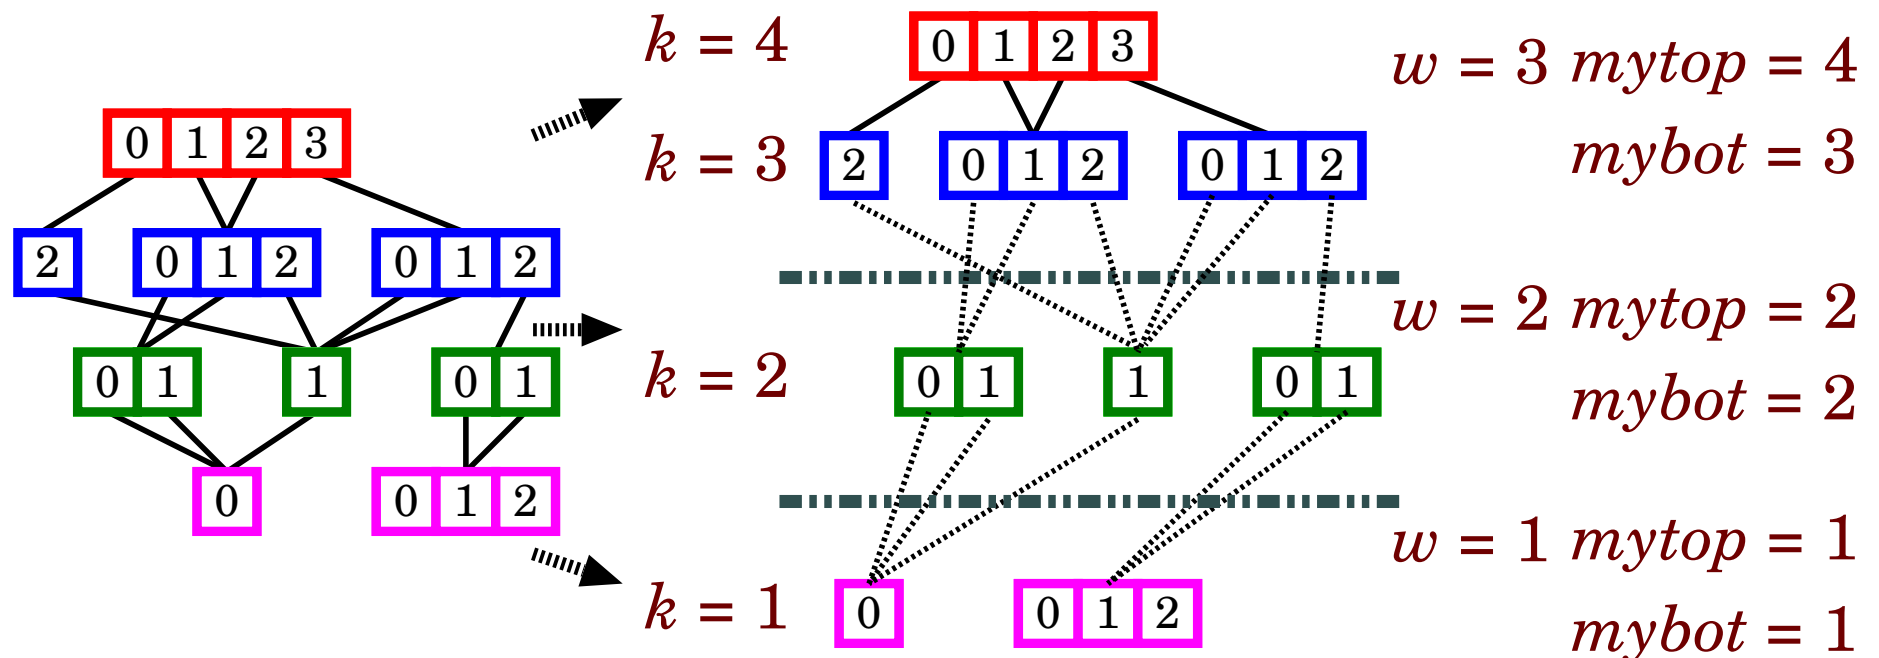 k = 4
0 1 2 3
w = 3 mytop = 4
0 1 2 3
k = 3
2 0 1 2 0 1 2
mybot = 3
2 0 1 2 0 1 2
w = 2 mytop = 2
0 1 1 0 1
k = 2
0 1 1 0 1
mybot = 2
0 0 1 2
w = 1 mytop = 1
k = 1
0 0 1 2
mybot = 1